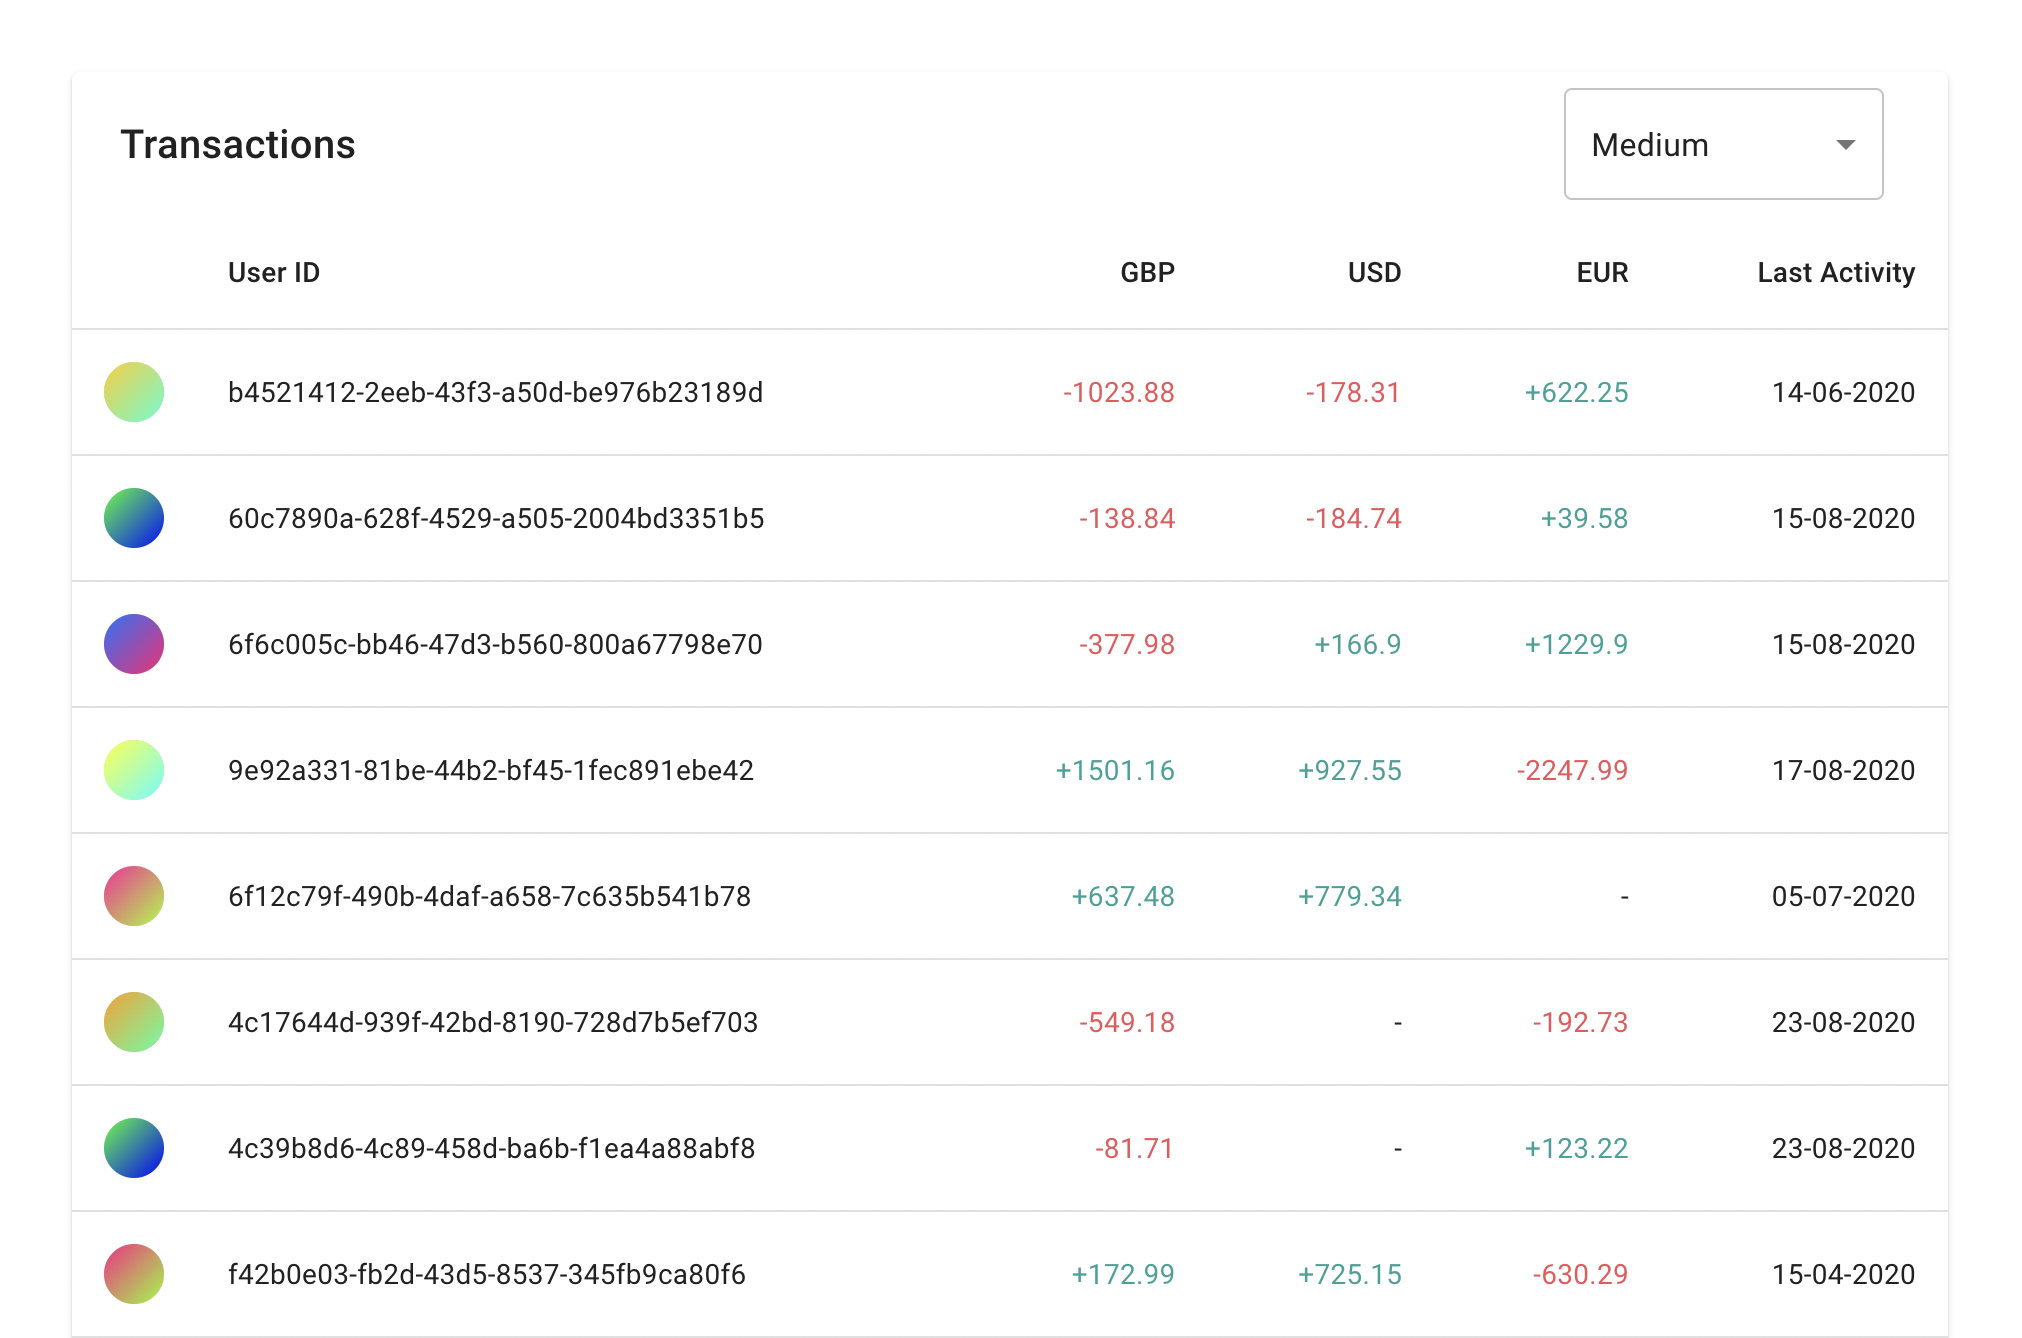 Transactions
Medium
User ID GBP USD EUR Last Activity
b4521412-2eeb-43f3-a50d-be976b23189d -1023.88 -178.31 +622.25 14-06-2020
60c7890a-628f-4529-a505-2004bd3351b5 -138.84 -184.74 +39.58 15-08-2020
6f6c005c-bb46-47d3-b560-800a67798e70 -377.98 +166.9 +1229.9 15-08-2020
9e92a331-81be-44b2-bf45-1fec891ebe42 +1501.16 +927.55 -2247.99 17-08-2020
6f12c79f-490b-4daf-a658-7c635b541b78 +637.48 +779.34 - 05-07-2020
4c17644d-939f-42bd-8190-728d7b5ef703 -549.18 - -192.73 23-08-2020
4c39b8d6-4c89-458d-ba6b-f1ea4a88abf8 -81.71 - +123.22 23-08-2020
f42b0e03-fb2d-43d5-8537-345fb9ca80f6 +172.99 +725.15 -630.29 15-04-2020